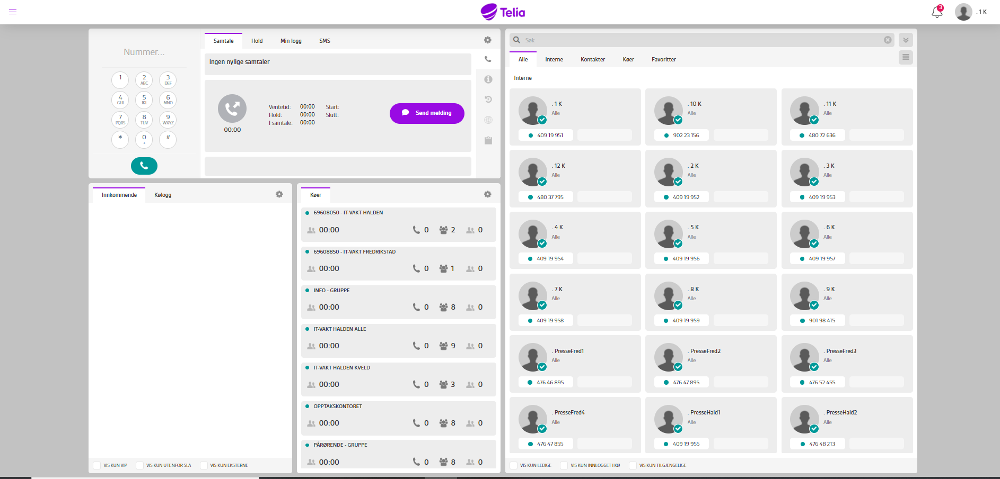 Telia
3
. 1 K
Nummer...
1
2
ABC
3
DEF
4
GHI
5
JKL
6
MNO
7
PQRS
8
TUV
9
WXYZ
*
0
+
#
Samtale Hold Min logg SMS
Ingen nylige samtaler
00:00
Ventetid: 00:00 Start:
Hold: 00:00 Slutt:
I samtale: 00:00
Send melding
Innkommende Kølogg
VIS KUN VIP VIS KUN UTENFOR SLA VIS KUN EKSTERNE
Køer
69608050 - IT-VAKT HALDEN
00:00 0 2 0
69608850 - IT-VAKT FREDRIKSTAD
00:00 0 1 0
INFO - GRUPPE
00:00 0 8 0
IT-VAKT HALDEN ALLE
00:00 0 9 0
IT-VAKT HALDEN KVELD
00:00 0 3 0
OPPTAKSKONTORET
00:00 0 8 0
PÅRØRENDE - GRUPPE
00:00 0 8 0
Søk
Alle Interne Kontakter Køer Favoritter
Interne
. 1 K
Alle
409 19 951
. 10 K
Alle
902 23 156
. 11 K
Alle
480 72 636
. 12 K
Alle
480 37 795
. 2 K
Alle
409 19 952
. 3 K
Alle
409 19 953
. 4 K
Alle
409 19 954
. 5 K
Alle
409 19 956
. 6 K
Alle
409 19 957
. 7 K
Alle
409 19 958
. 8 K
Alle
409 19 959
. 9 K
Alle
901 98 415
. PresseFred1
Alle
476 46 895
. PresseFred2
Alle
476 47 895
. PresseFred3
Alle
476 52 455
. PresseFred4
Alle
476 47 855
. PresseHald1
Alle
409 19 955
. PresseHald2
Alle
476 48 213
VIS KUN LEDIGE VIS KUN INNLOGGET I KØ VIS KUN TILGJENGELIGE